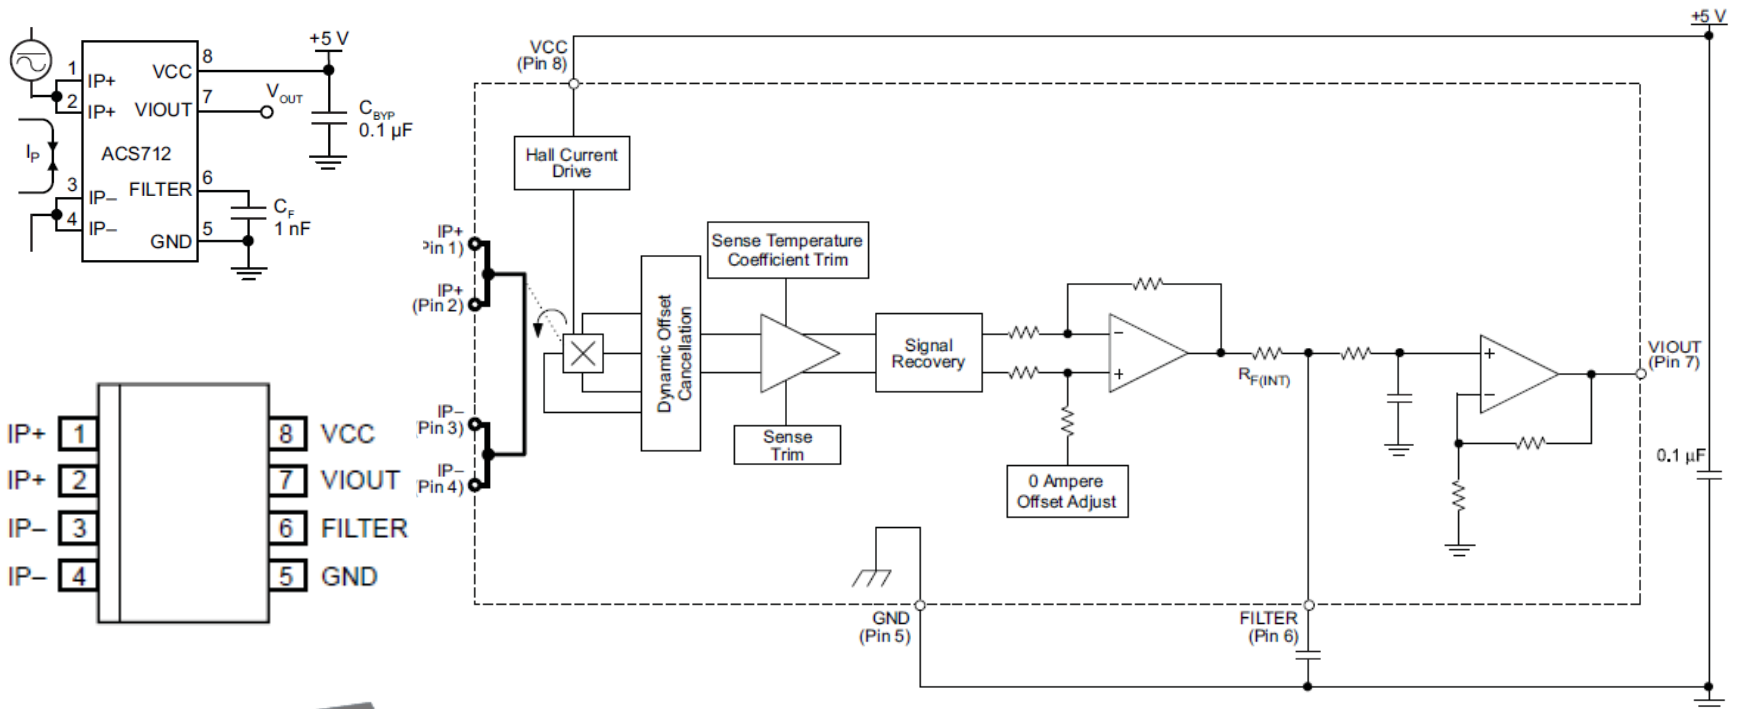 +5 V
1
IP+
2
IP+
IP
3
IP–
4
IP–
ACS712
VCC
8
VIOUT
7
VOUT
FILTER
6
GND
5
CBYP
0.1 µF
CF
1 nF
IP+ 1
IP+ 2
IP– 3
IP– 4
8 VCC
7 VIOUT
6 FILTER
5 GND
+5 V
VCC
(Pin 8)
Hall Current
Drive
IP+
Pin 1)
IP+
(Pin 2)
IP–
Pin 3)
IP–
Pin 4)
Dynamic Offset
Cancellation
Sense Temperature
Coefficient Trim
Sense
Trim
Signal
Recovery
–
+
0 Ampere
Offset Adjust
RF(INT)
+
–
VIOUT
(Pin 7)
0.1 µF
GND
(Pin 5)
FILTER
(Pin 6)